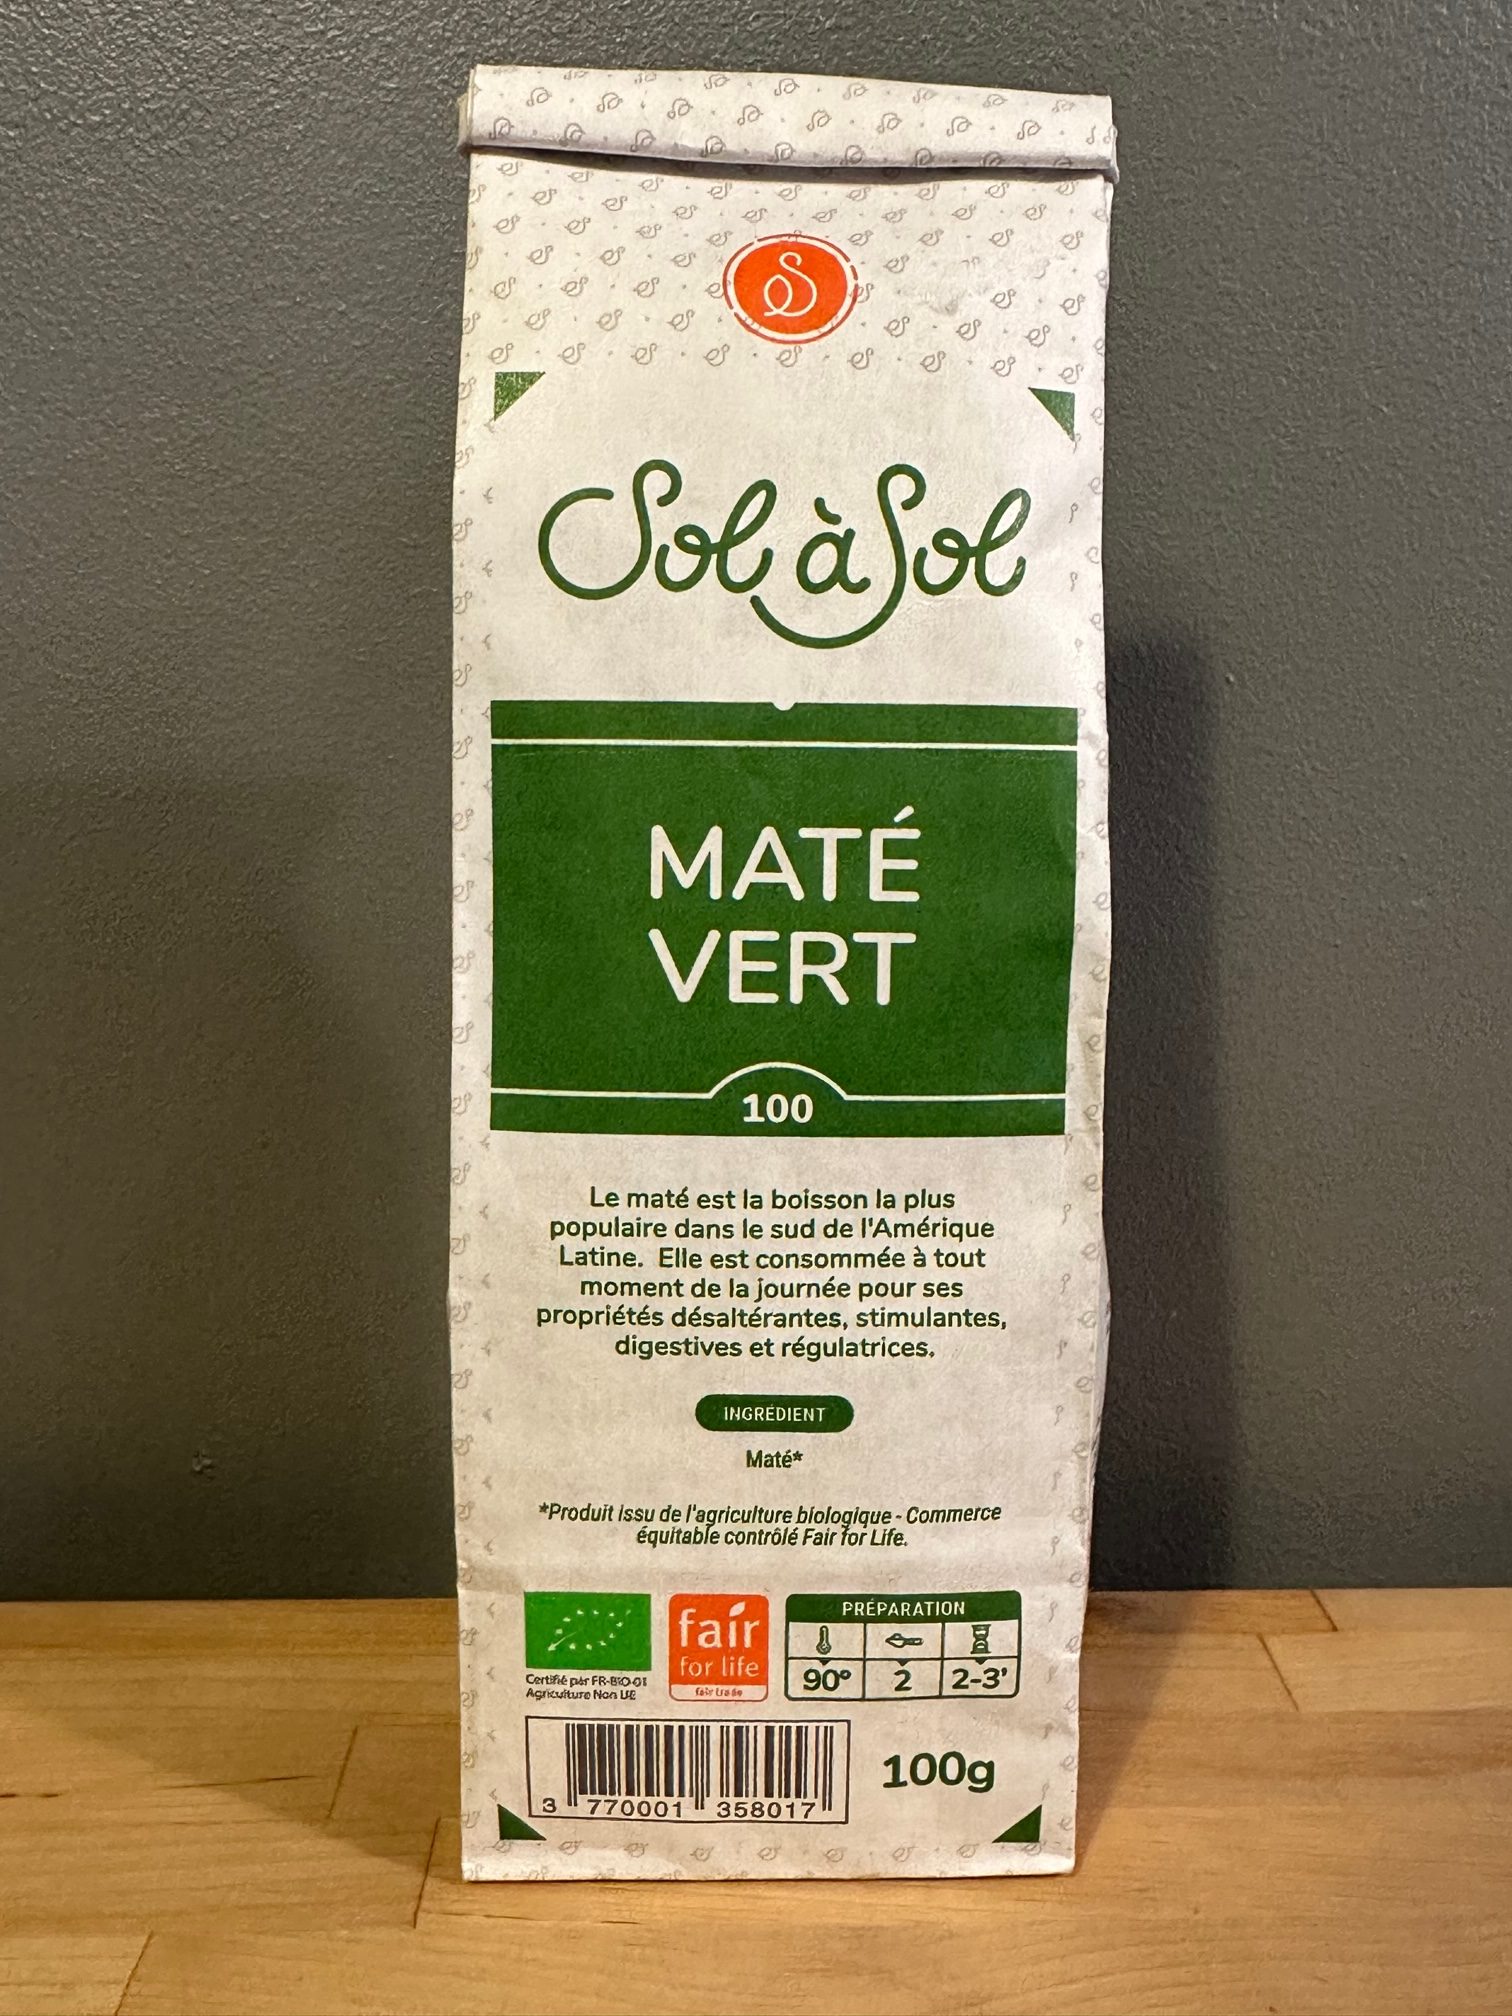 Sol à Sol
MATÉ
VERT
100
Le maté est la boisson la plus
populaire dans le sud de l'Amérique
Latine. Elle est consommée à tout
moment de la journée pour ses
propriétés désaltérantes, stimulantes,
digestives et régulatrices.
INGRÉDIENT
Maté*
*Produit issu de l'agriculture biologique - Commerce
équitable contrôlé Fair for Life.
Certifié par FR-BIO-01
Agriculture Non UE
fair
for life
fair trade
PRÉPARATION
90° 2 2-3'
3 770001 358017
100g